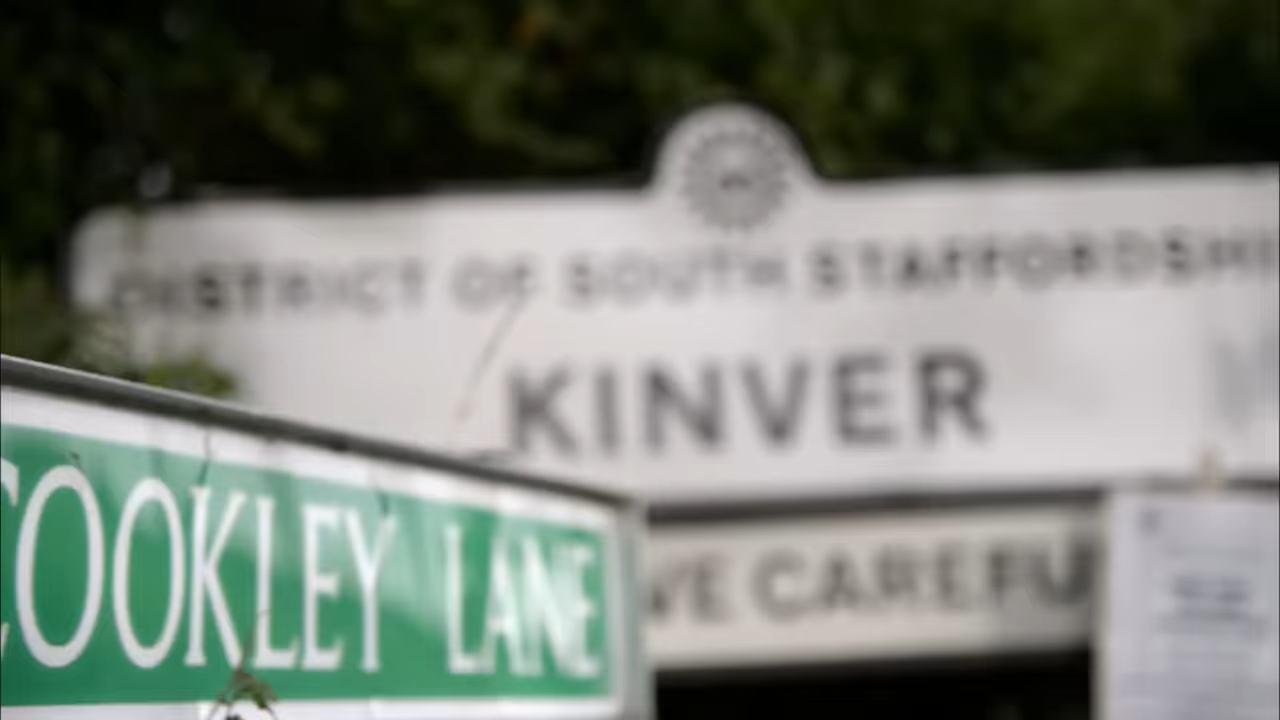 DISTRICT OF SOUTH STAFFORDSHI
KINVER
VE CAREFU
COOKLEY LANE